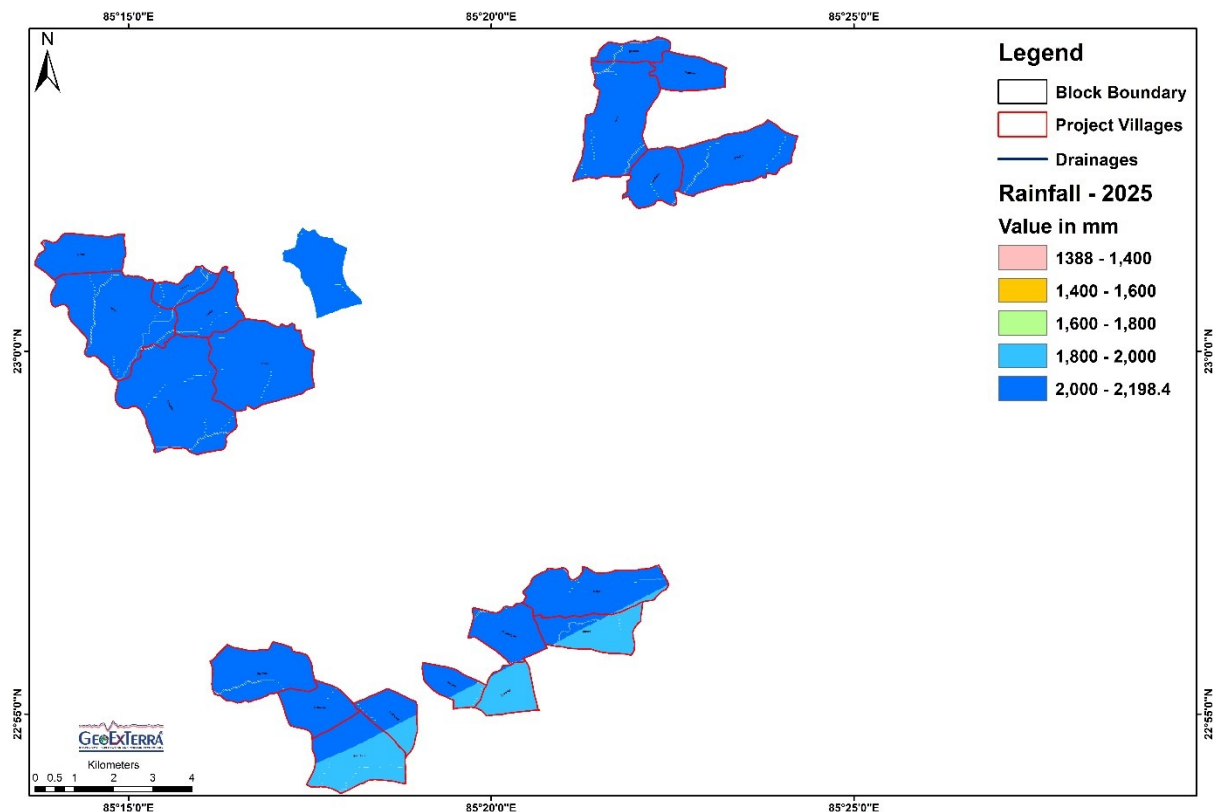 85°15'0"E 85°20'0"E 85°25'0"E
N
Legend
Block Boundary
Project Villages
Drainages
Rainfall - 2025
Value in mm
1388 - 1,400
1,400 - 1,600
1,600 - 1,800
1,800 - 2,000
2,000 - 2,198.4
23°0'0"N 23°0'0"N
22°55'0"N 22°55'0"N
GEOEXTERRA
Kilometers
0 0.5 1 2 3 4
85°15'0"E 85°20'0"E 85°25'0"E